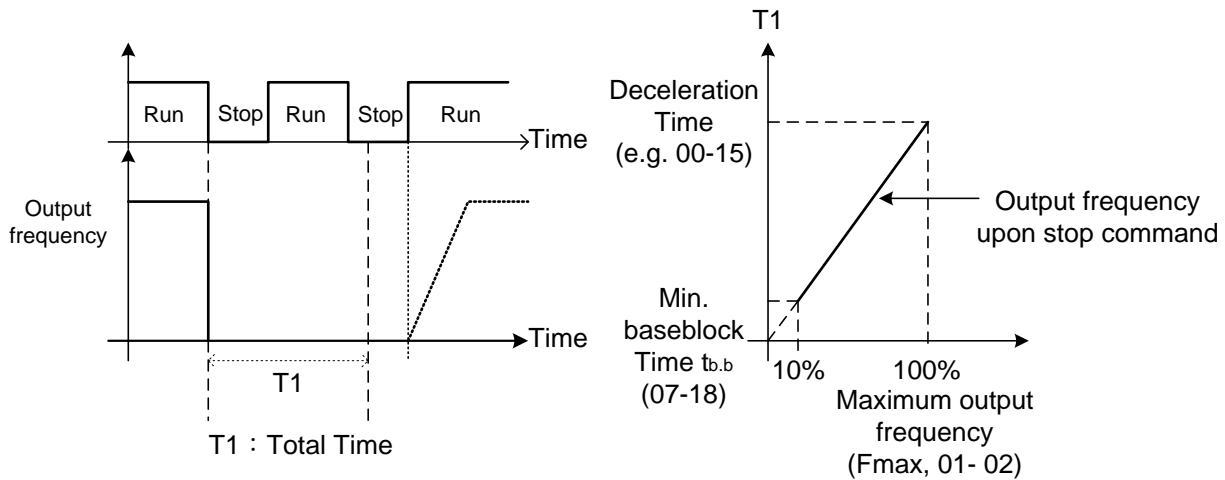 Run
Stop
Run
Stop
Run
Time
Output
frequency
Time
T1
T1：Total Time
T1
Deceleration
Time
(e.g. 00-15)
Output frequency
upon stop command
Min.
baseblock
Time tb.b
(07-18)
10%
100%
Maximum output
frequency
(Fmax, 01- 02)